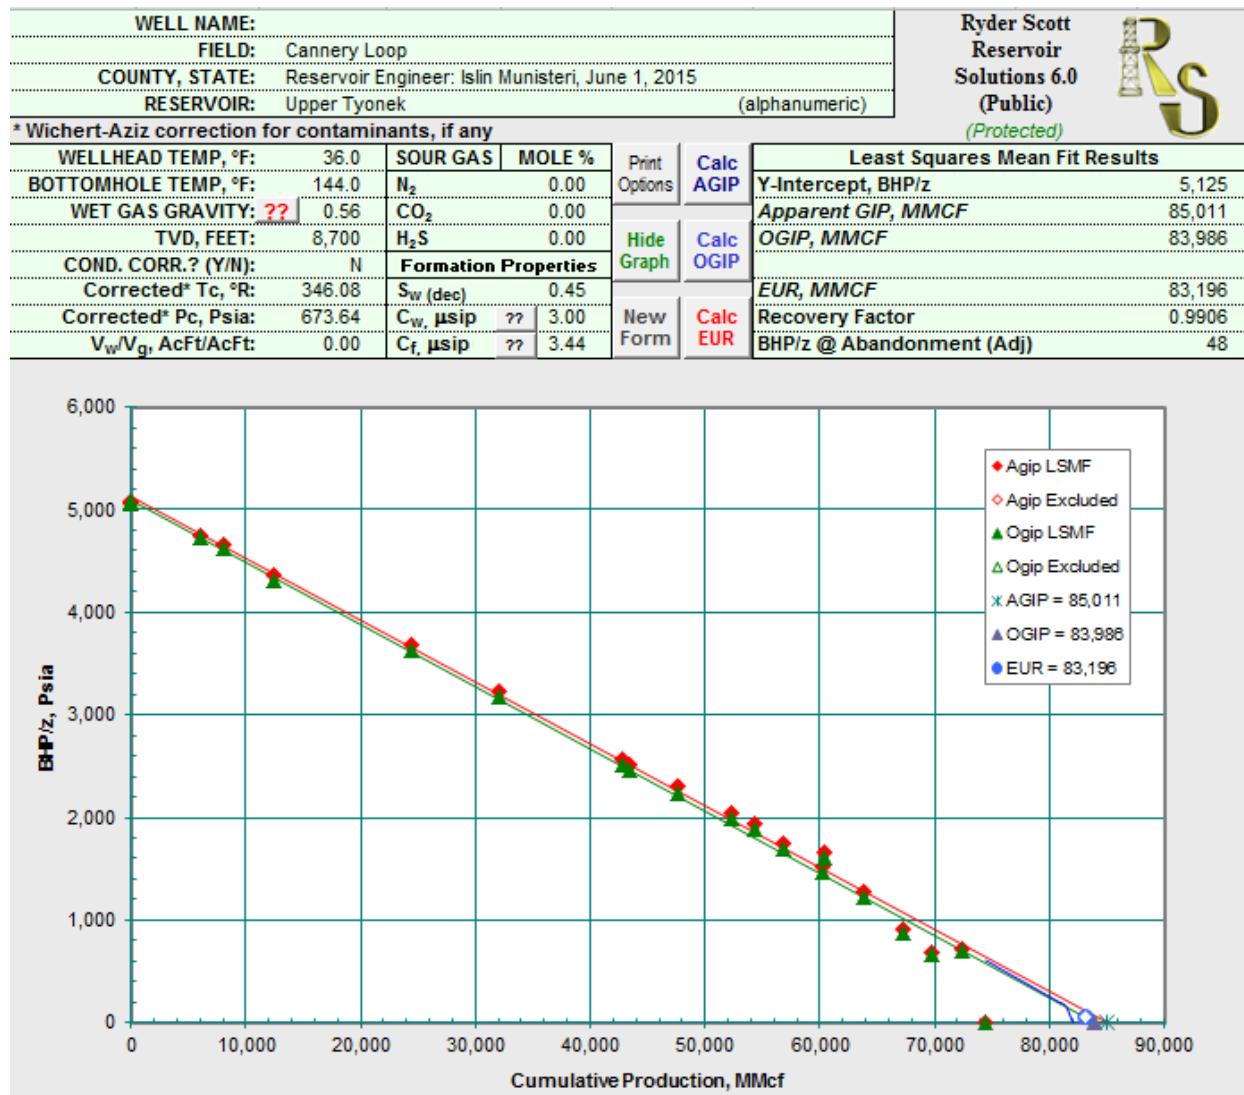 WELL NAME:
FIELD: Cannery Loop
COUNTY, STATE: Reservoir Engineer: Islin Munisteri, June 1, 2015
RESERVOIR: Upper Tyonek (alphanumeric)
* Wichert-Aziz correction for contaminants, if any
Ryder Scott
Reservoir
Solutions 6.0
(Public)
(Protected)
RS
WELLHEAD TEMP, ºF: 36.0
BOTTOMHOLE TEMP, ºF: 144.0
WET GAS GRAVITY: ?? 0.56
TVD, FEET: 8,700
COND. CORR.? (Y/N): N
Corrected* Tc, ºR: 346.08
Corrected* Pc, Psia: 673.64
Vw/Vg, AcFt/AcFt: 0.00
SOUR GAS MOLE %
N2 0.00
CO2 0.00
H2S 0.00
Formation Properties
Sw (dec) 0.45
Cw, µsip ?? 3.00
Cf, µsip ?? 3.44
Print
Options
Calc
AGIP
Hide
Graph
Calc
OGIP
New
Form
Calc
EUR
Least Squares Mean Fit Results
Y-Intercept, BHP/z 5,125
Apparent GIP, MMCF 85,011
OGIP, MMCF 83,986
EUR, MMCF 83,196
Recovery Factor 0.9906
BHP/z @ Abandonment (Adj) 48
6,000
5,000
4,000
3,000
2,000
1,000
0
BHP/z, Psia
Agip LSMF
Agip Excluded
Ogip LSMF
Ogip Excluded
AGIP = 85,011
OGIP = 83,986
EUR = 83,196
0 10,000 20,000 30,000 40,000 50,000 60,000 70,000 80,000 90,000
Cumulative Production, MMcf